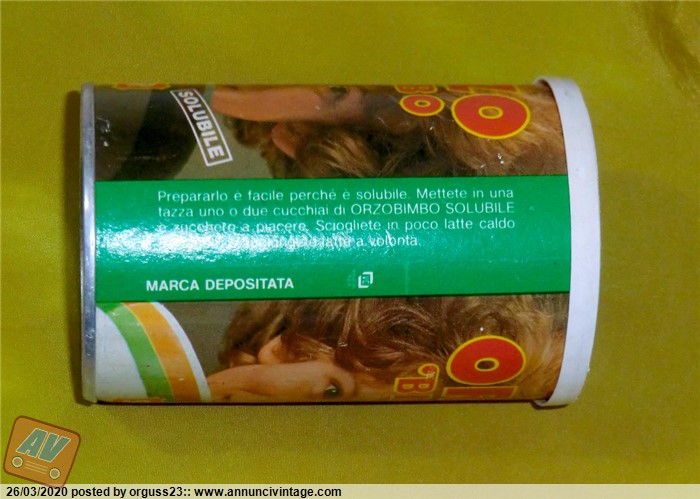 SOLUBILE
Prepararlo è facile perché è solubile. Mettete in una
tazza uno o due cucchiai di ORZOBIMBO SOLUBILE
e zucchero a piacere. Sciogliete in poco latte caldo
latte a volontà.
MARCA DEPOSITATA
AV
26/03/2020 posted by orguss23:: www.annuncivintage.com